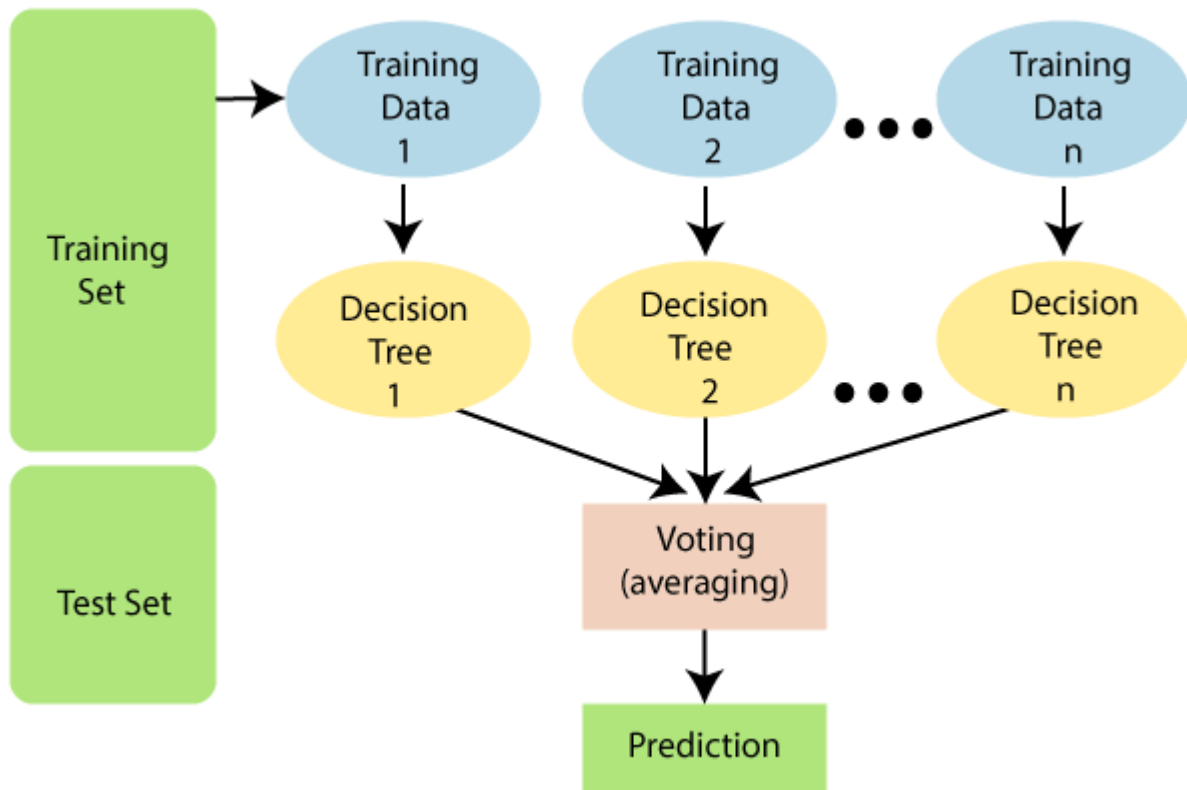 Training
Set
Training
Data
1
Training
Data
2
Training
Data
n
Decision
Tree
1
Decision
Tree
2
Decision
Tree
n
Test Set
Voting
(averaging)
Prediction